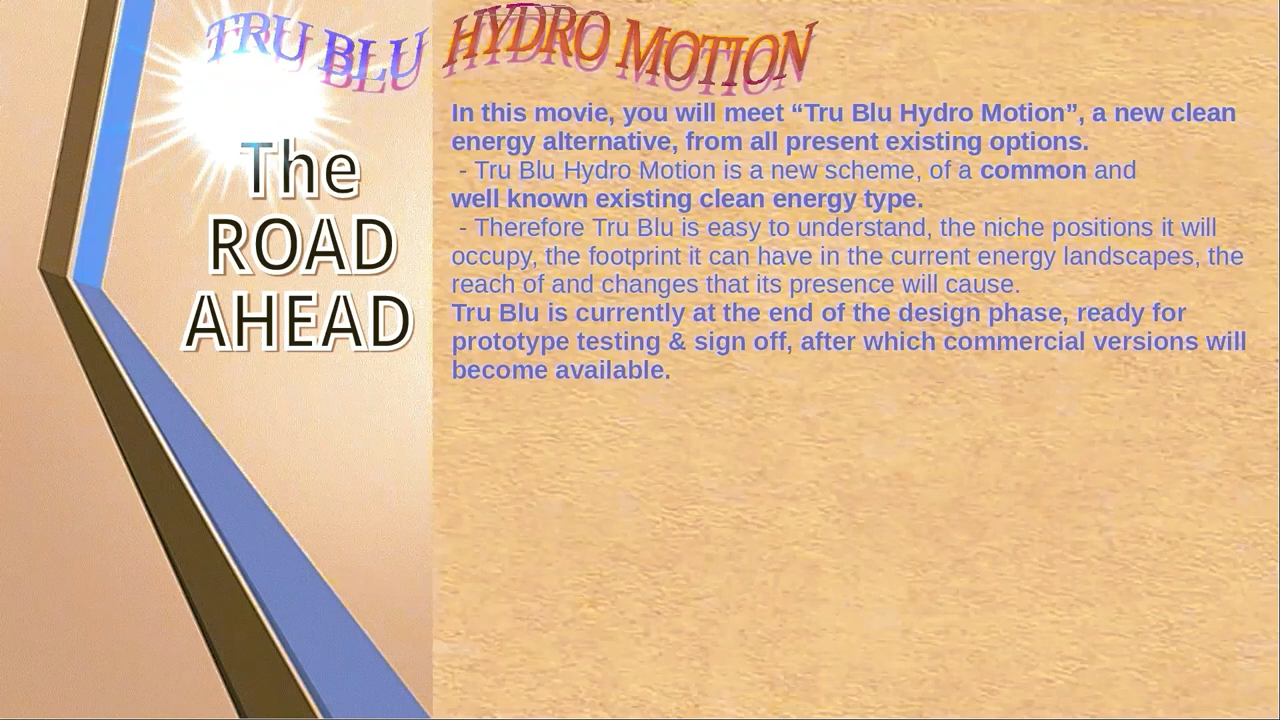 TRU BLU HYDRO MOTION
The
ROAD
AHEAD
In this movie, you will meet “Tru Blu Hydro Motion”, a new clean
energy alternative, from all present existing options.
- Tru Blu Hydro Motion is a new scheme, of a common and
well known existing clean energy type.
- Therefore Tru Blu is easy to understand, the niche positions it will
occupy, the footprint it can have in the current energy landscapes, the
reach of and changes that its presence will cause.
Tru Blu is currently at the end of the design phase, ready for
prototype testing & sign off, after which commercial versions will
become available.